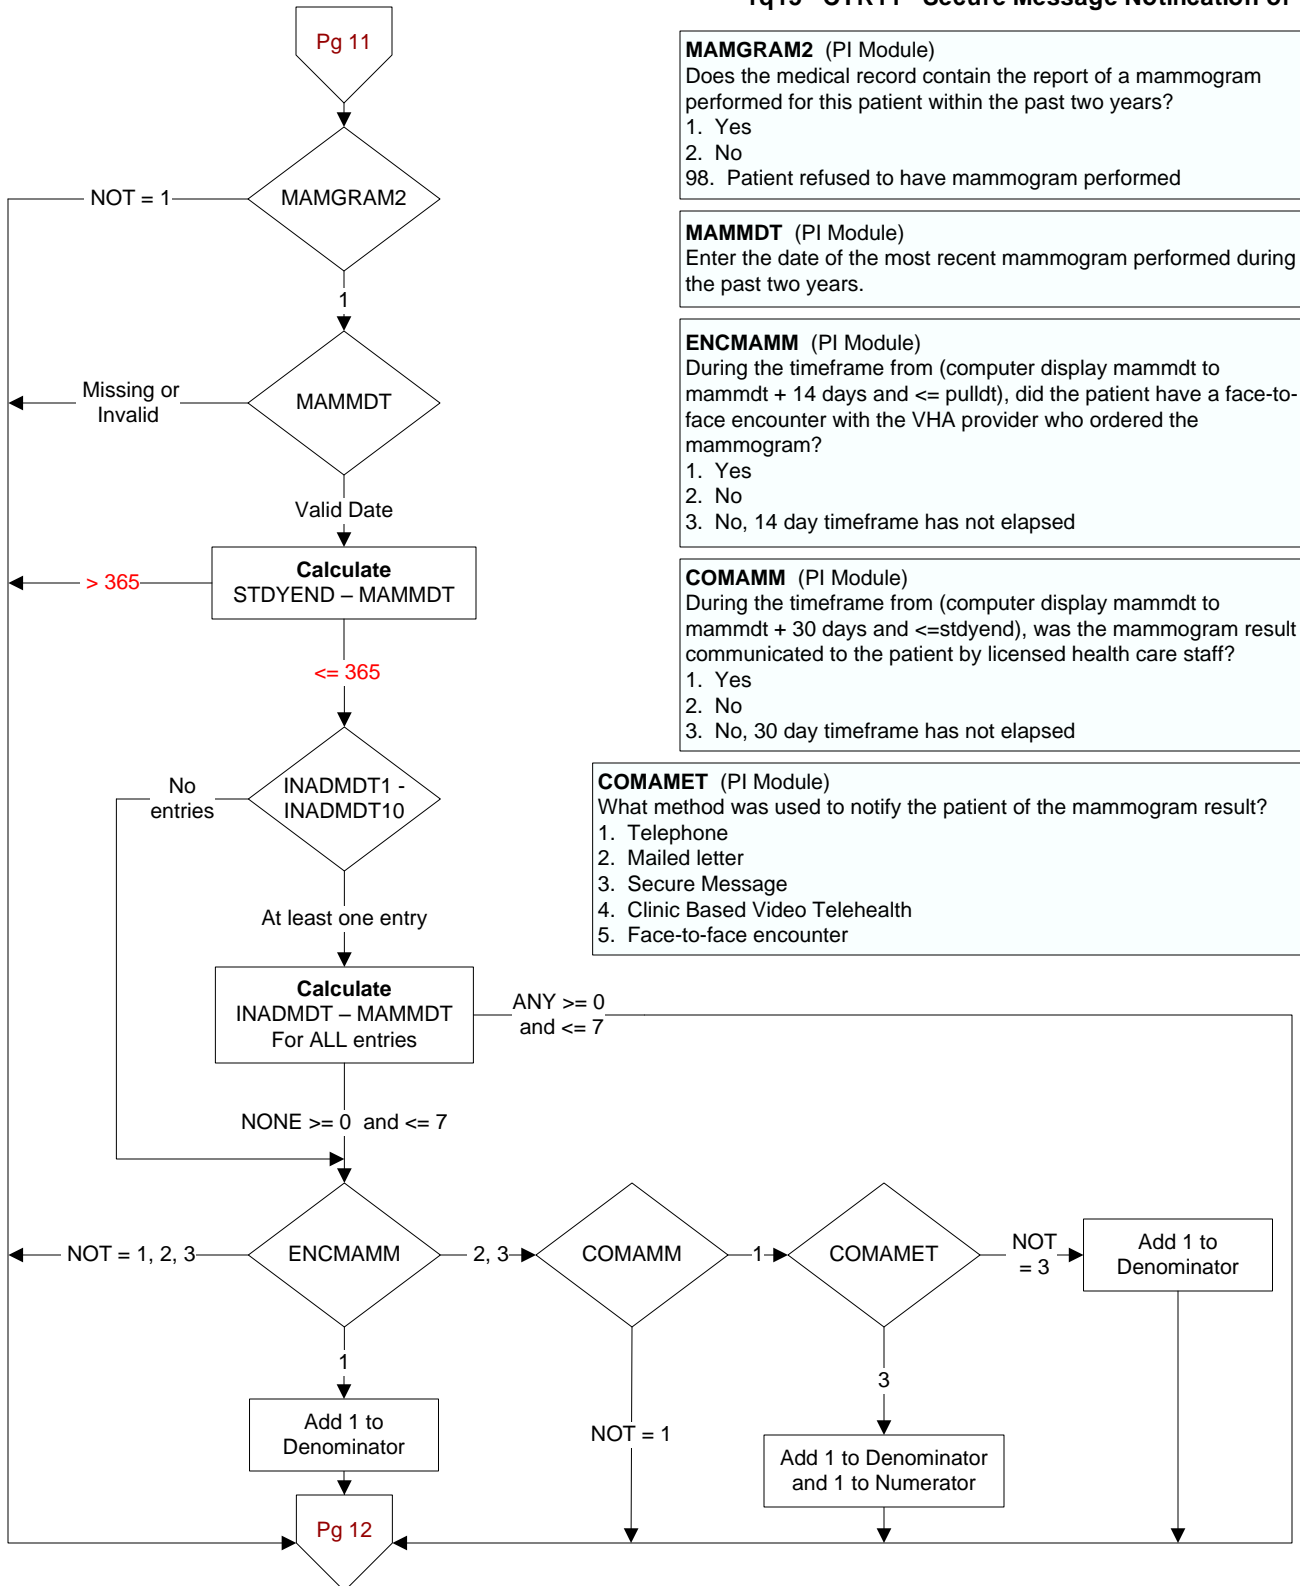 1q15 - CTR11 - Secure Message Notification of
Pg 11
MAMGRAM2 (PI Module)
Does the medical record contain the report of a mammogram
performed for this patient within the past two years?
1. Yes
2. No
98. Patient refused to have mammogram performed
NOT = 1
MAMGRAM2
MAMMDT (PI Module)
Enter the date of the most recent mammogram performed during
the past two years.
1
ENCMAMM (PI Module)
During the timeframe from (computer display mammdt to
mammdt + 14 days and <= pulldt), did the patient have a face-to-
face encounter with the VHA provider who ordered the
mammogram?
1. Yes
2. No
3. No, 14 day timeframe has not elapsed
Missing or
Invalid
MAMMDT
Valid Date
Calculate
STDYEND – MAMMDT
> 365
COMAMM (PI Module)
During the timeframe from (computer display mammdt to
mammdt + 30 days and <=stdyend), was the mammogram result
communicated to the patient by licensed health care staff?
1. Yes
2. No
3. No, 30 day timeframe has not elapsed
<= 365
No
entries
INADMDT1 -
INADMDT10
COMAMET (PI Module)
What method was used to notify the patient of the mammogram result?
1. Telephone
2. Mailed letter
3. Secure Message
4. Clinic Based Video Telehealth
5. Face-to-face encounter
At least one entry
Calculate
INADMDT – MAMMDT
For ALL entries
ANY >= 0
and <= 7
NONE >= 0 and <= 7
NOT = 1, 2, 3
ENCMAMM
2, 3
COMAMM
1
COMAMET
NOT
= 3
Add 1 to
Denominator
1
3
Add 1 to
Denominator
NOT = 1
Add 1 to Denominator
and 1 to Numerator
Pg 12